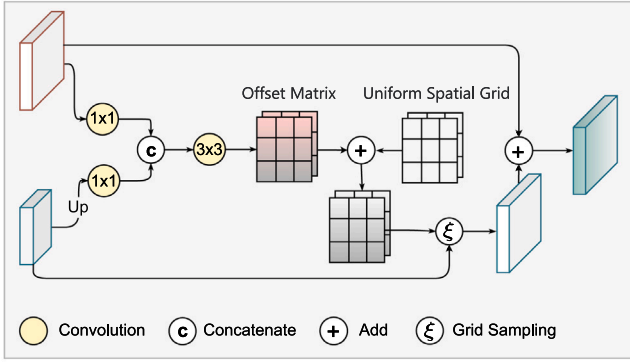 Offset Matrix
Uniform Spatial Grid
1x1
c
3x3
+
+
1x1
Up
ξ
Convolution
c Concatenate
+ Add
ξ Grid Sampling